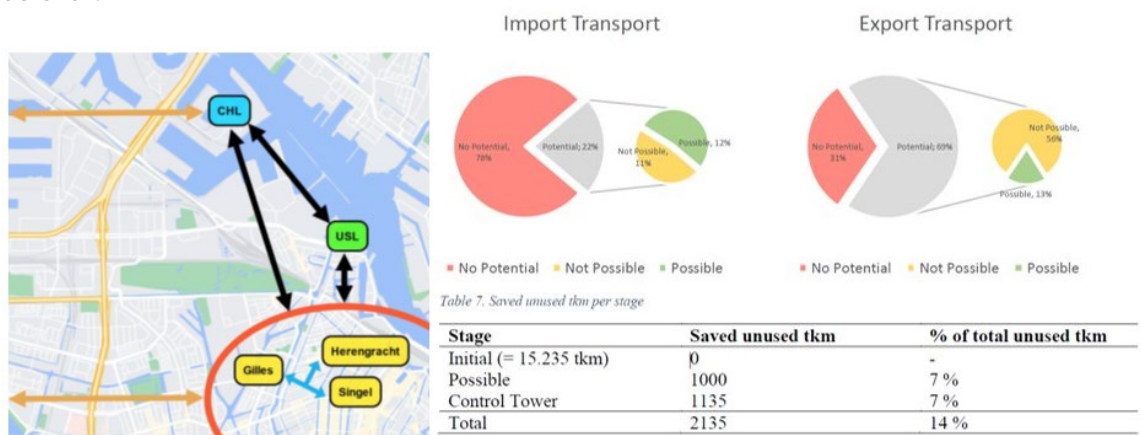 Import Transport
Export Transport
CHL
USL
Herengracht
Gilles
Singel
No Potential,
78%
Potential; 22%
Not Possible,
11%
Possible, 12%
No Potential,
31%
Potential; 69%
Not Possible,
56%
Possible, 13%
No Potential Not Possible Possible
No Potential Not Possible Possible
Table 7. Saved unused tkm per stage
Stage Saved unused tkm % of total unused tkm
Initial (= 15.235 tkm) 0 -
Possible 1000 7 %
Control Tower 1135 7 %
Total 2135 14 %